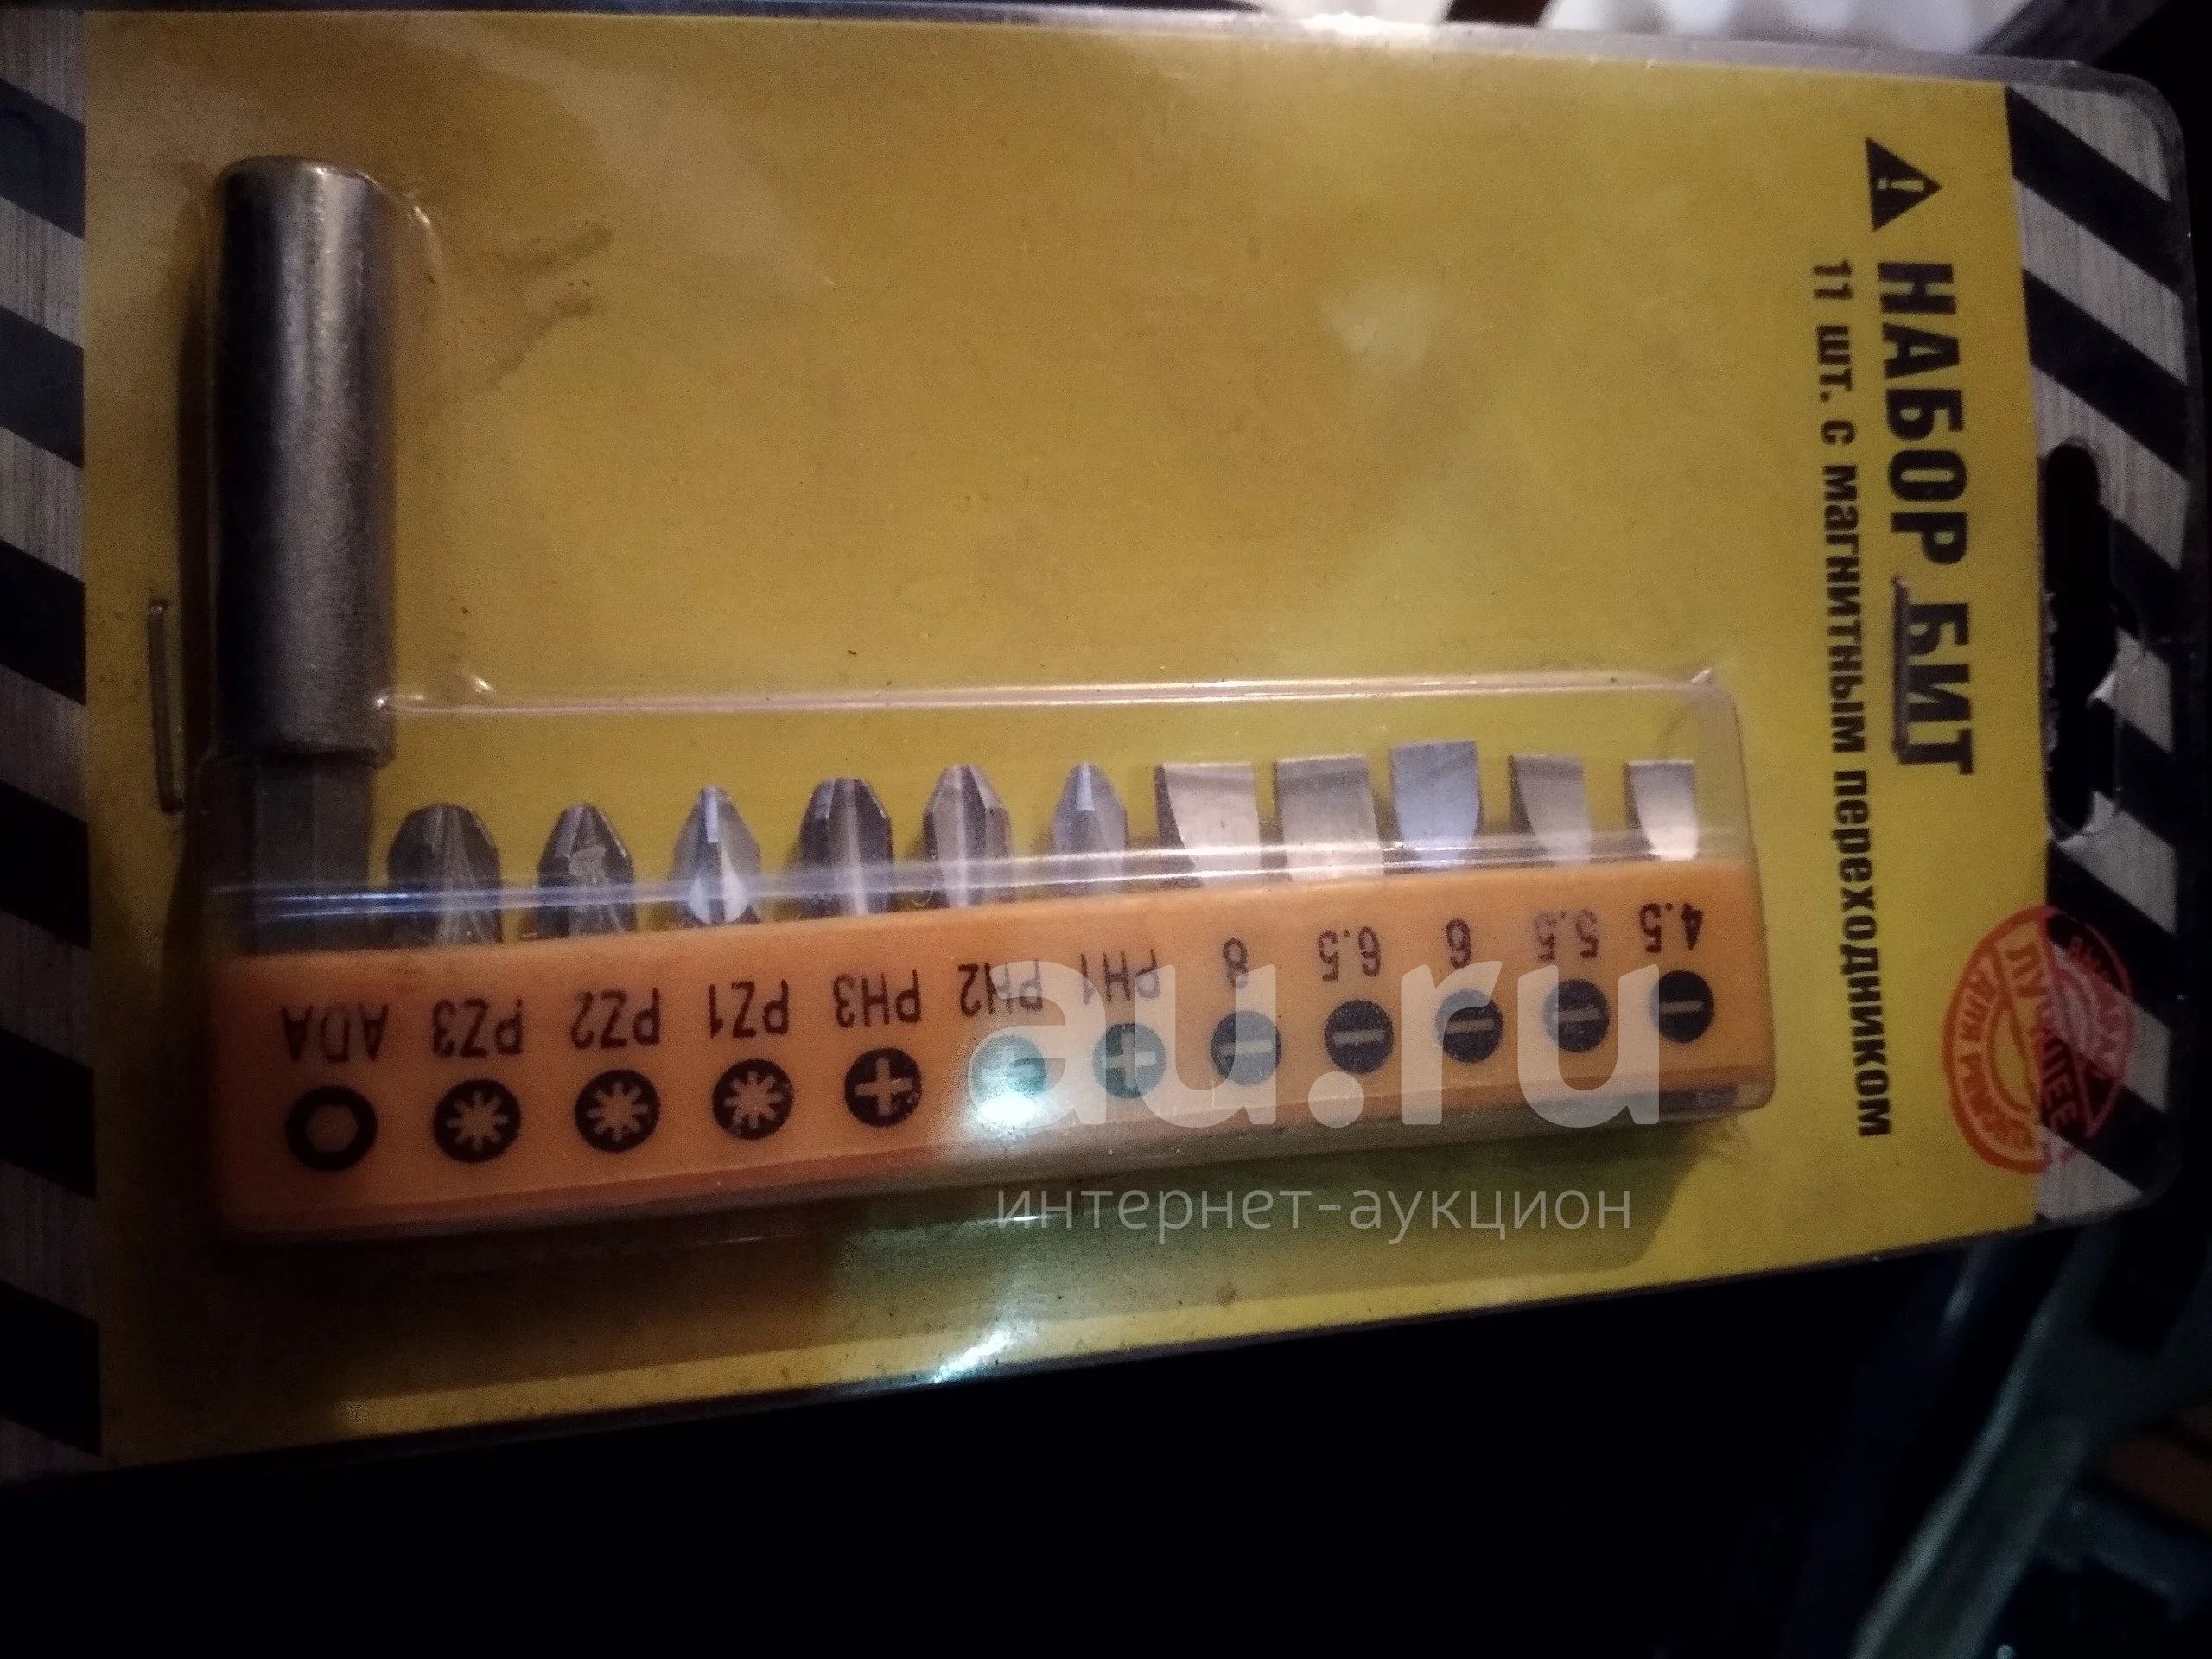 НАБОР БИТ
11 шт. с магнитным переходником
ADA PZ3 PZ2 PZ1 PH3 PH2 PH1 8 6.5 6 5.5 4.5
au.ru
интернет-аукцион